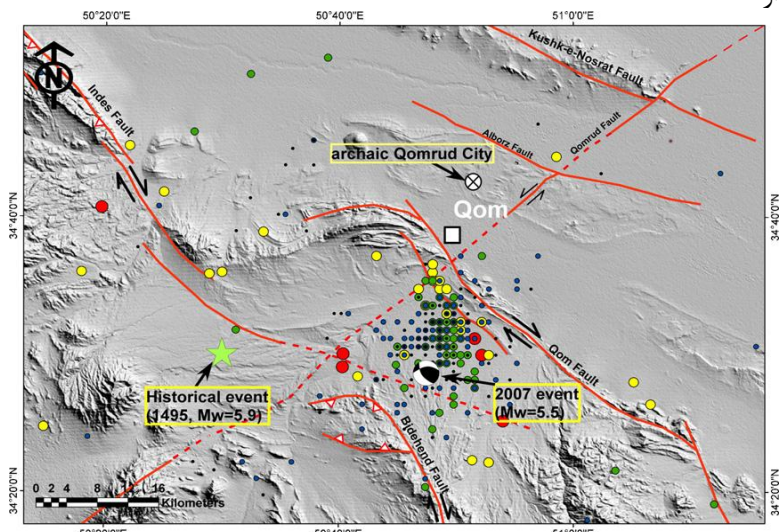 50°20'0"E
50°40'0"E
51°0'0"E
Kushk-e-Nosrat Fault
N
Indes Fault
Qomrud Fault
Alborz Fault
archaic Qomrud City
34°40'0"N
34°40'0"N
Qom
Qom Fault
Historical event
(1495, Mw=5.9)
2007 event
(Mw=5.5)
Bidehend Fault
0 2 4 8 12 16
Kilometers
34°20'0"N
34°20'0"N